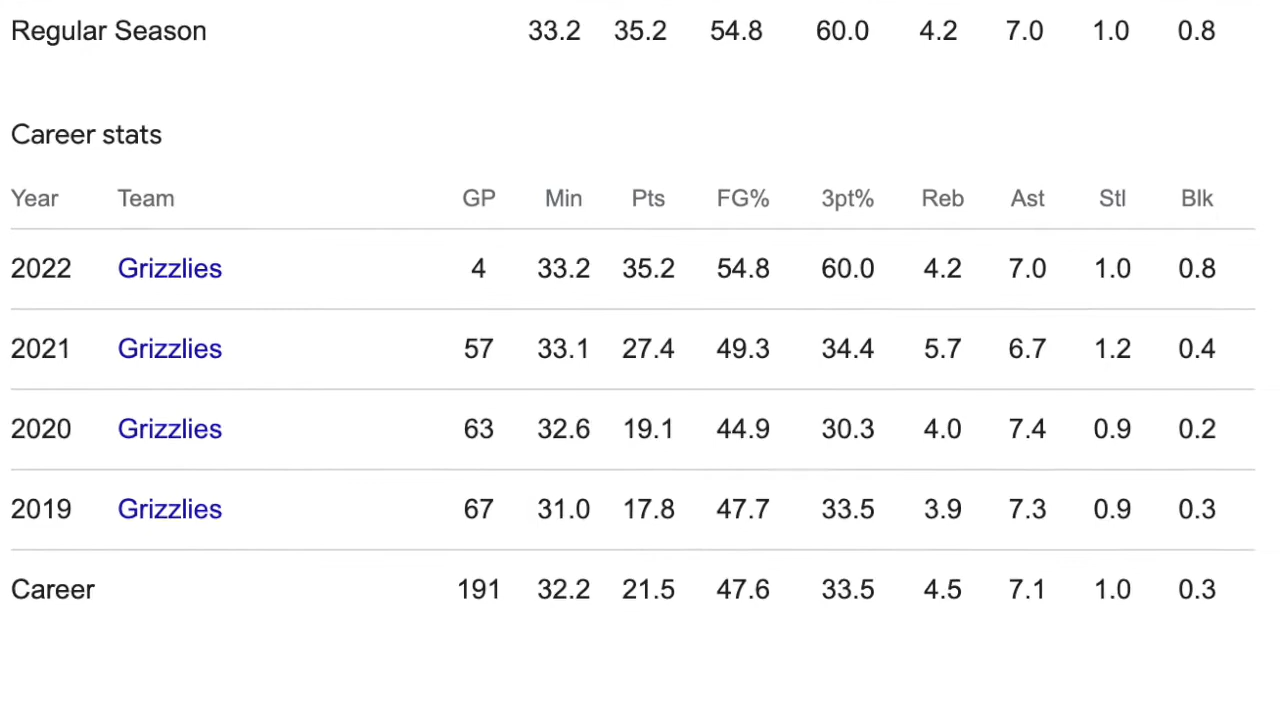 Regular Season 33.2 35.2 54.8 60.0 4.2 7.0 1.0 0.8
Career stats
Year Team GP Min Pts FG% 3pt% Reb Ast Stl Blk
2022 Grizzlies 4 33.2 35.2 54.8 60.0 4.2 7.0 1.0 0.8
2021 Grizzlies 57 33.1 27.4 49.3 34.4 5.7 6.7 1.2 0.4
2020 Grizzlies 63 32.6 19.1 44.9 30.3 4.0 7.4 0.9 0.2
2019 Grizzlies 67 31.0 17.8 47.7 33.5 3.9 7.3 0.9 0.3
Career 191 32.2 21.5 47.6 33.5 4.5 7.1 1.0 0.3